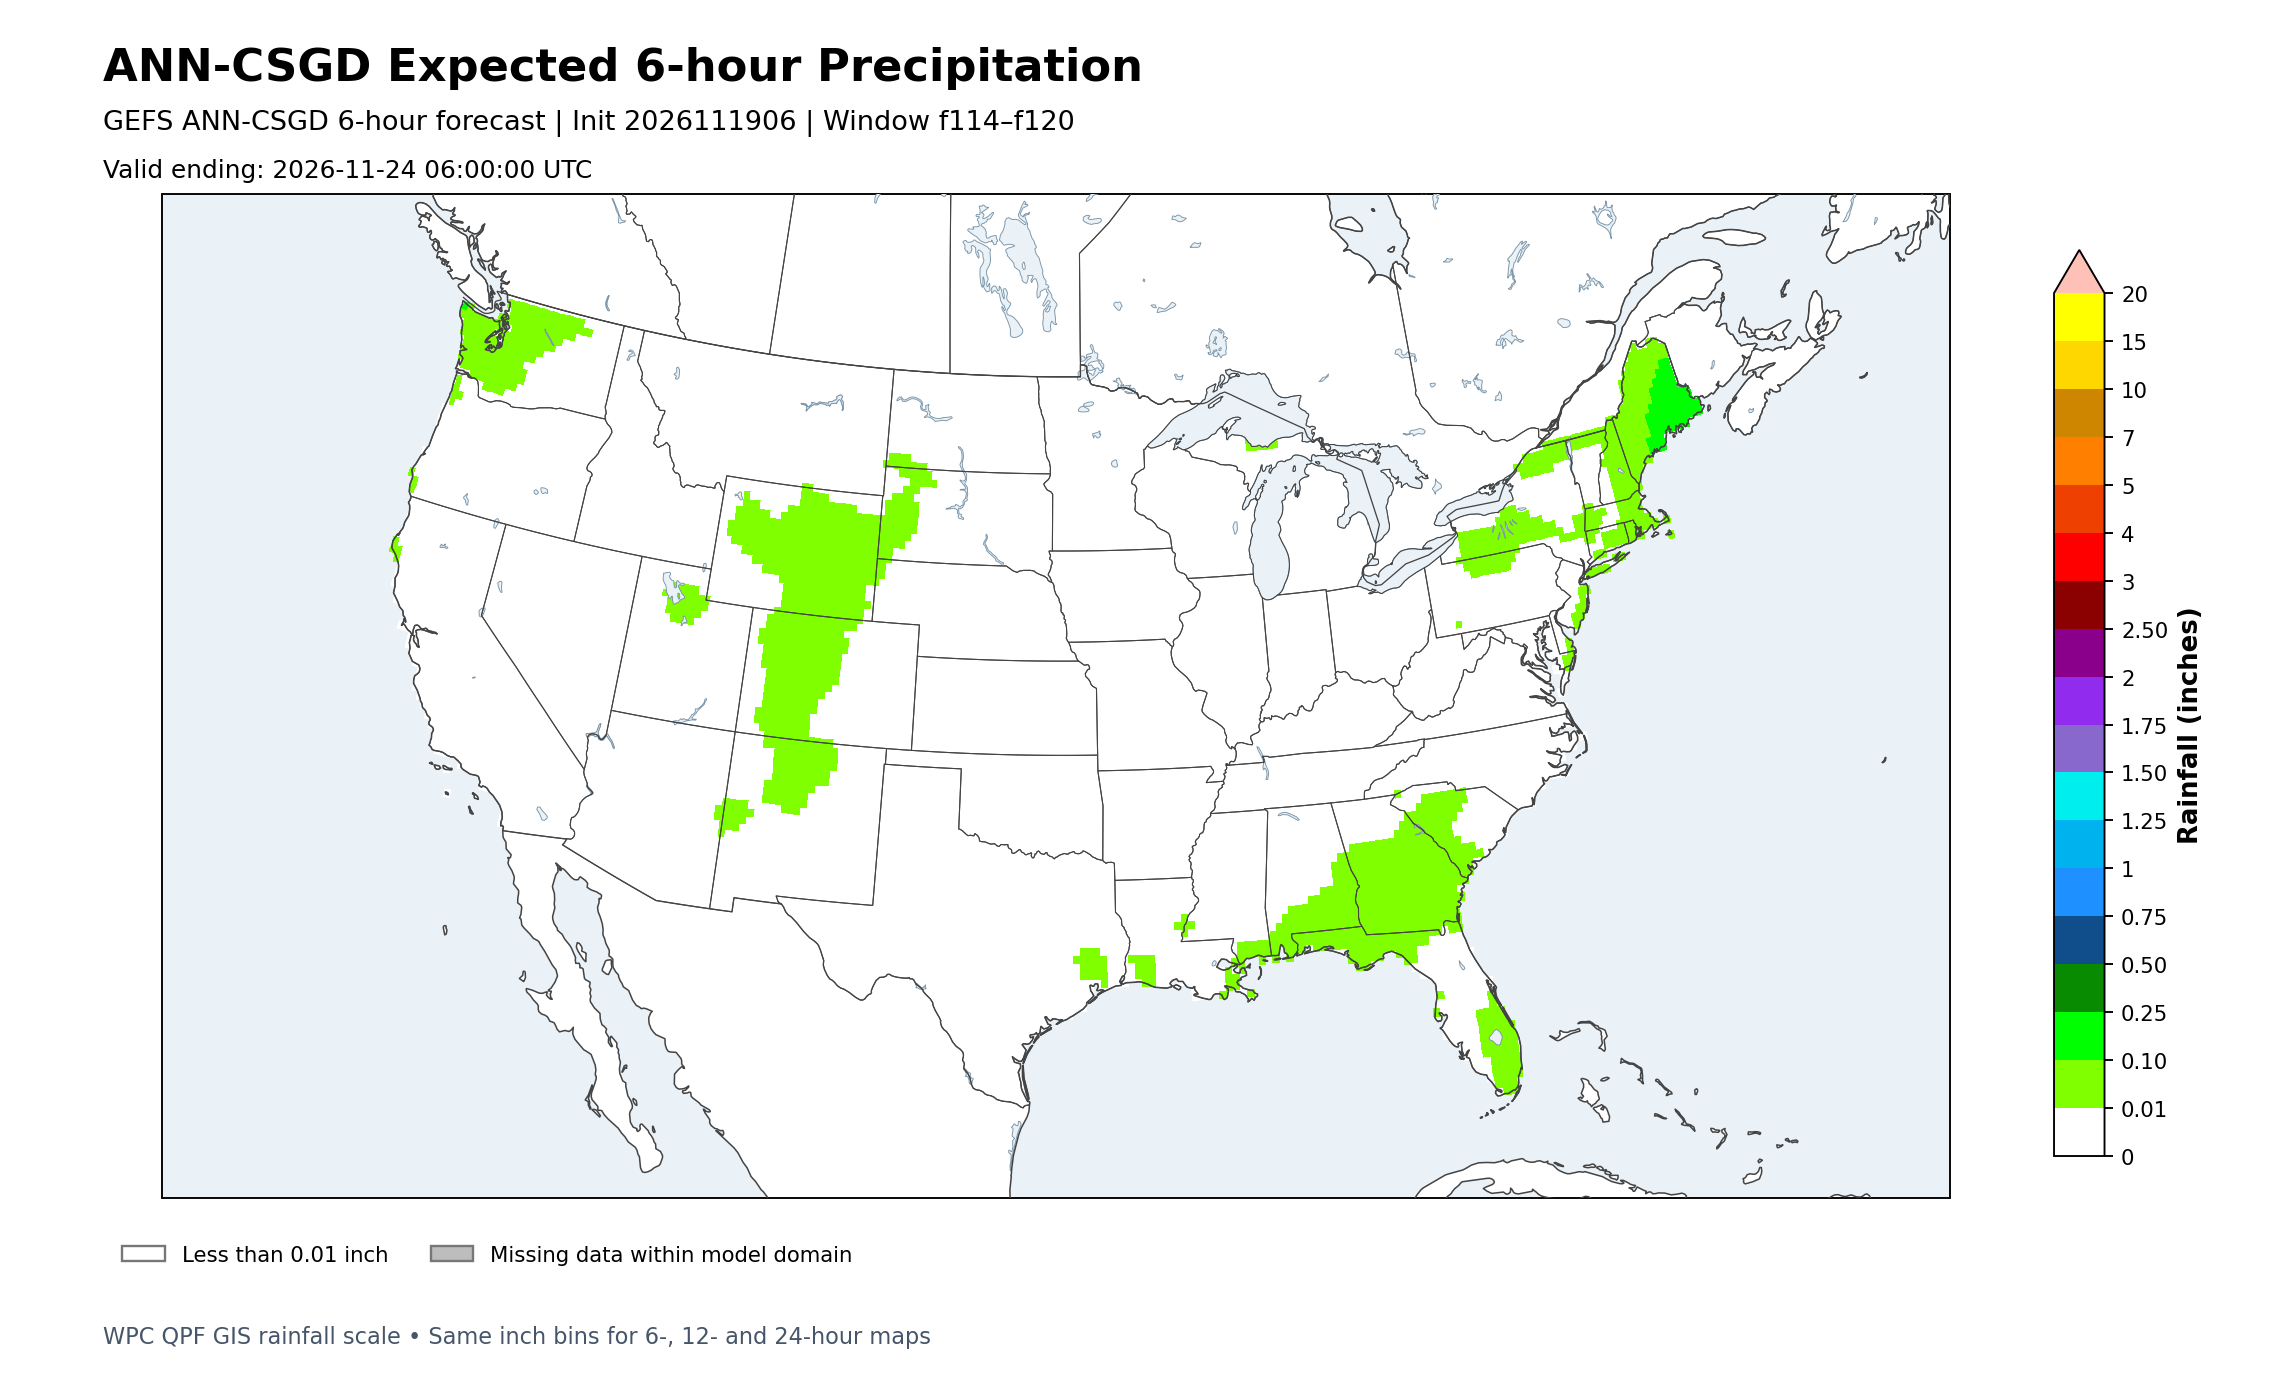 ANN-CSGD Expected 6-hour Precipitation
GEFS ANN-CSGD 6-hour forecast | Init 2026111906 | Window f114–f120
Valid ending: 2026-11-24 06:00:00 UTC
20
15
10
7
5
4
3
2.50
2
1.75
1.50
1.25
1
0.75
0.50
0.25
0.10
0.01
0
Rainfall (inches)
Less than 0.01 inch
Missing data within model domain
WPC QPF GIS rainfall scale • Same inch bins for 6-, 12- and 24-hour maps